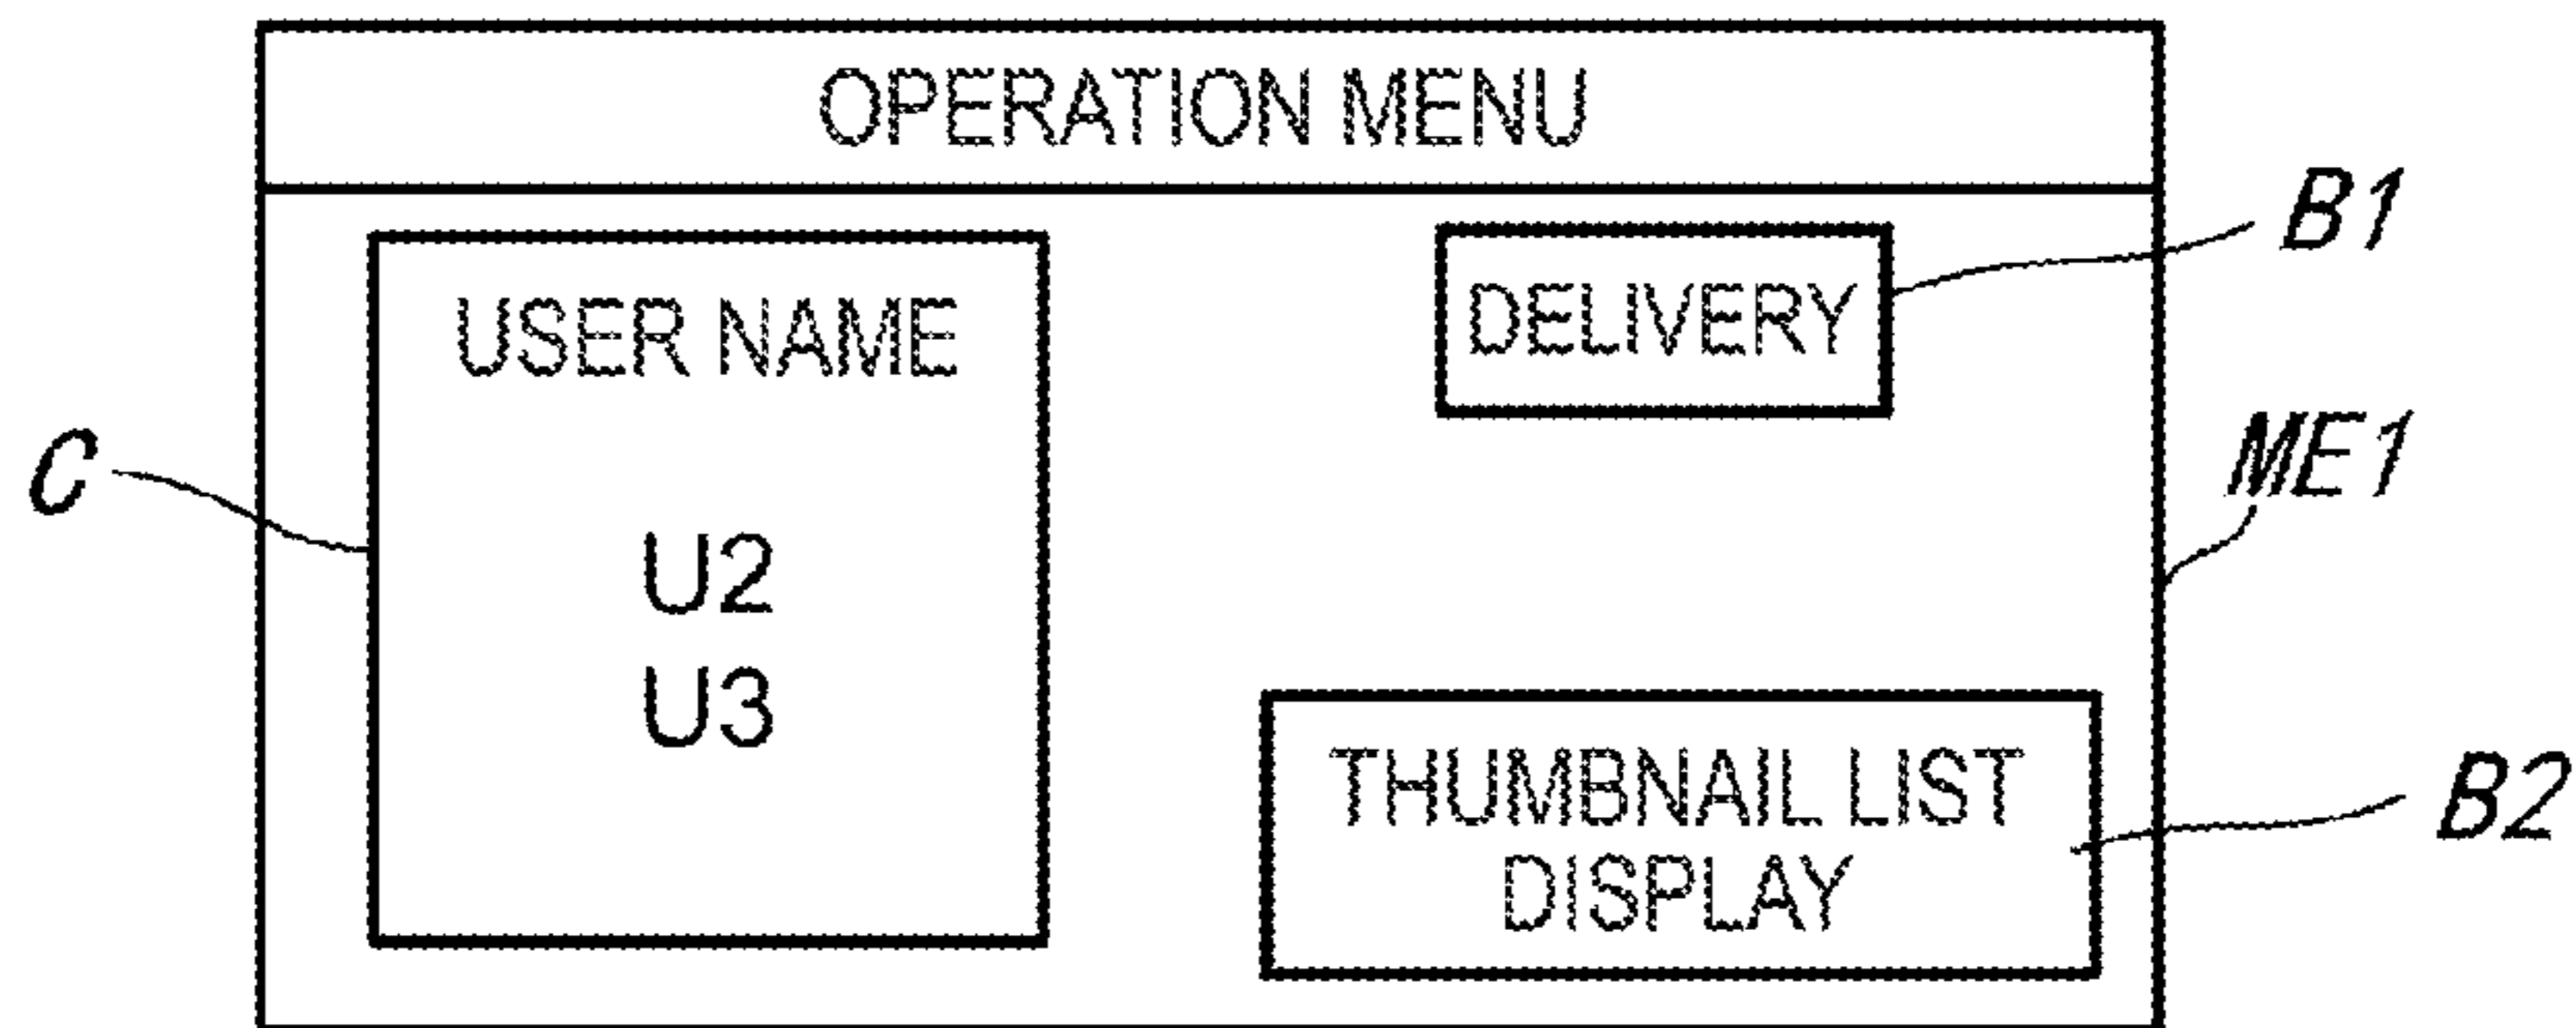 OPERATION MENU
USER NAME
U2
U3
DELIVERY
THUMBNAIL LIST
DISPLAY
C
B1
ME1
B2